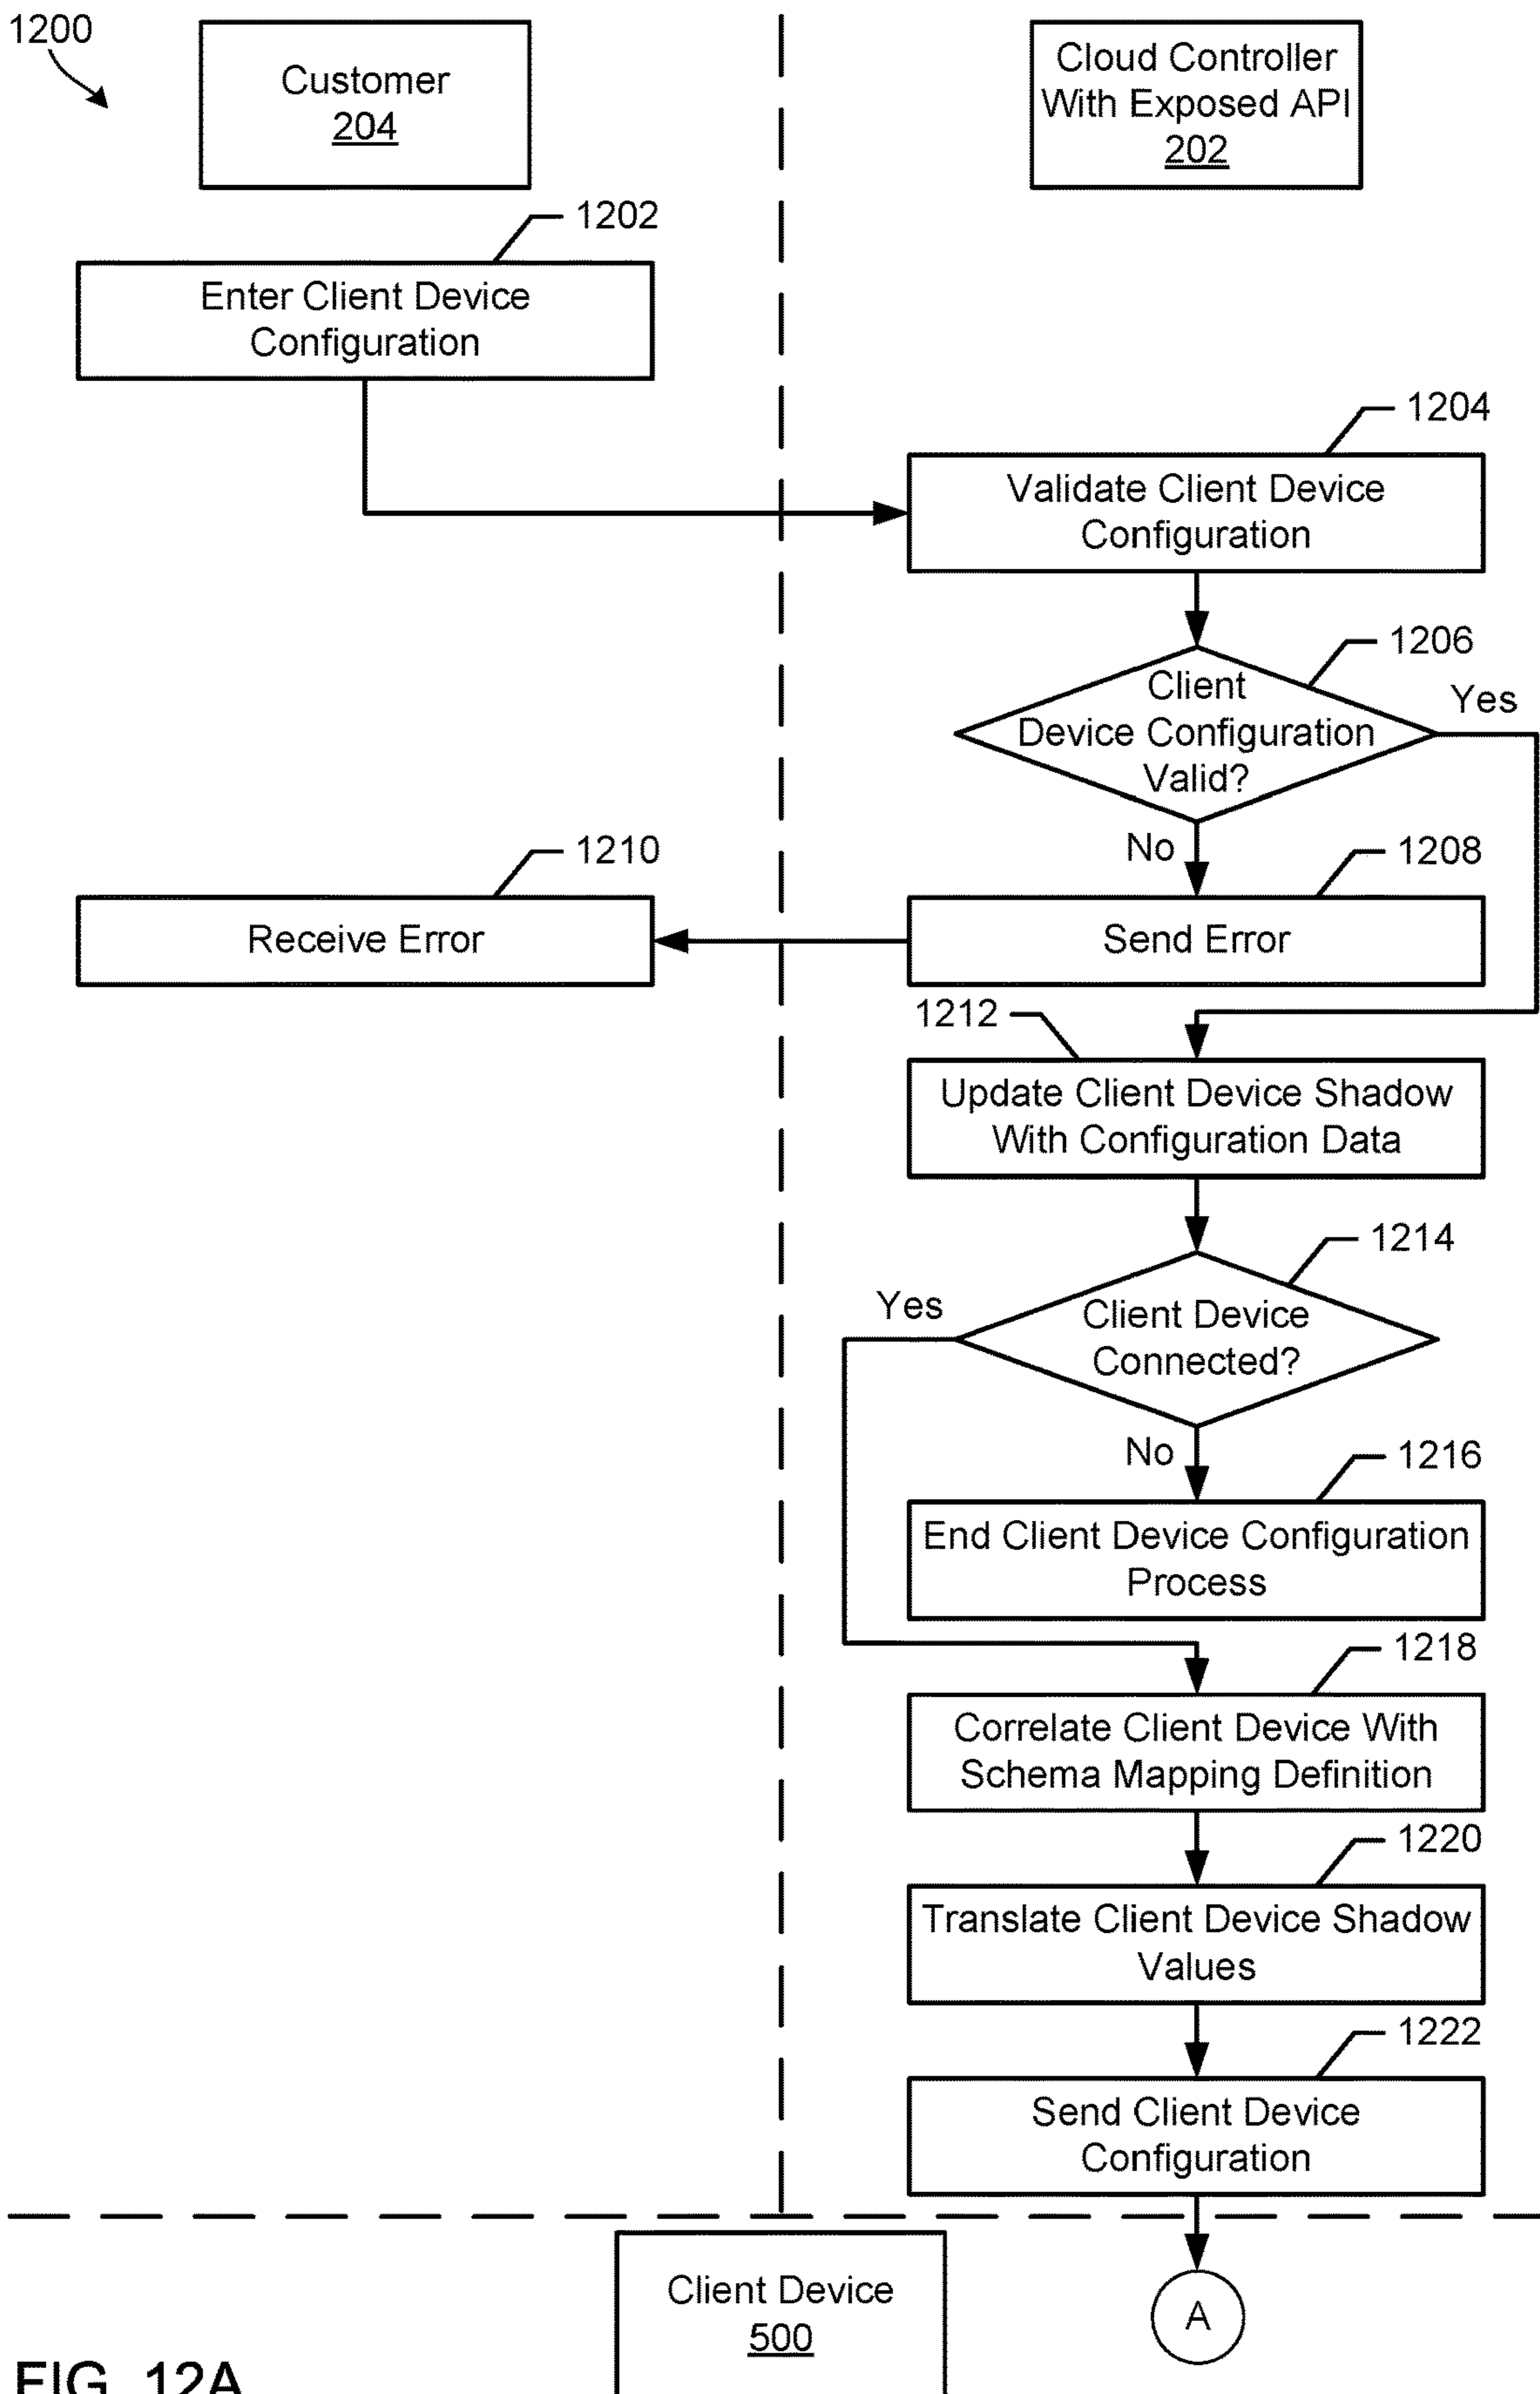 1200
Customer
204
Cloud Controller
With Exposed API
202
1202
Enter Client Device
Configuration
1204
Validate Client Device
Configuration
1206
Client
Device Configuration
Valid?
Yes
No
1208
Send Error
1210
Receive Error
1212
Update Client Device Shadow
With Configuration Data
1214
Client Device
Connected?
Yes
No
1216
End Client Device Configuration
Process
1218
Correlate Client Device With
Schema Mapping Definition
1220
Translate Client Device Shadow
Values
1222
Send Client Device
Configuration
Client Device
500
A
FIG. 12A